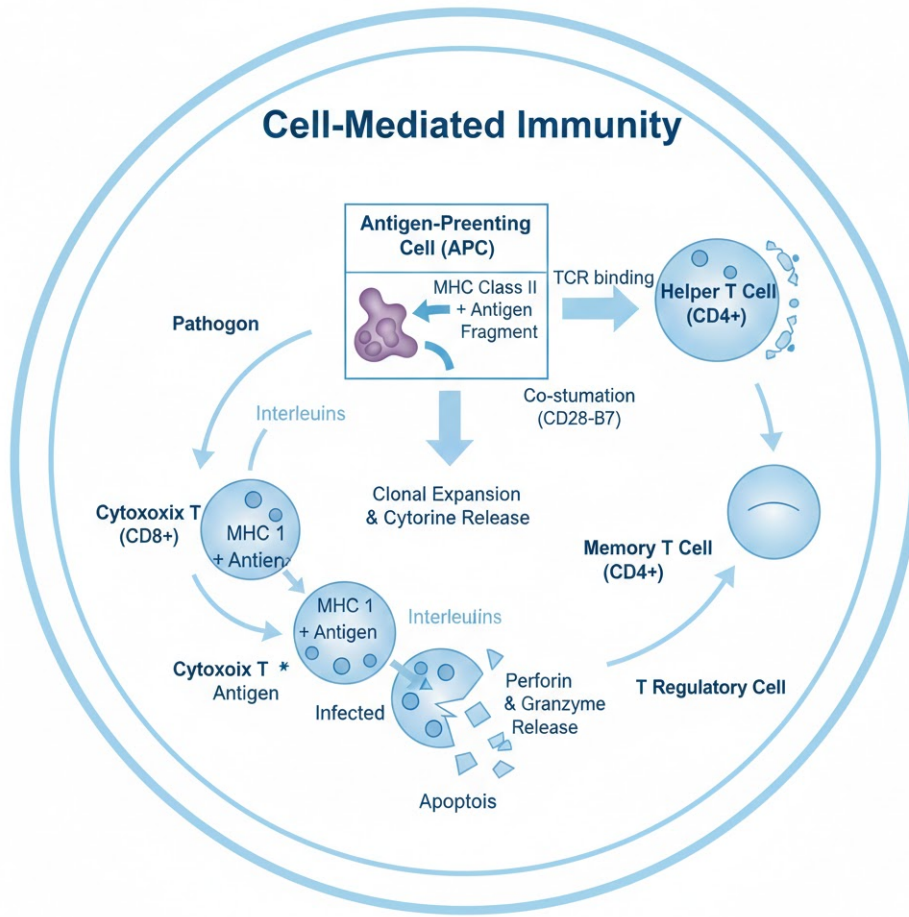 Cell-Mediated Immunity
Antigen-Preenting
Cell (APC)
MHC Class II
+ Antigen
Fragment
TCR binding
Helper T Cell
(CD4+)
Pathogon
Interleuins
Co-stumation
(CD28-B7)
Clonal Expansion
& Cytorine Release
Cytoxoxix T
(CD8+)
MHC 1
+ Antien
Memory T Cell
(CD4+)
MHC 1
+ Antigen
Interleulins
Cytoxoix T *
Antigen
Infected
Perforin
& Granzyme
Release
T Regulatory Cell
Apoptois